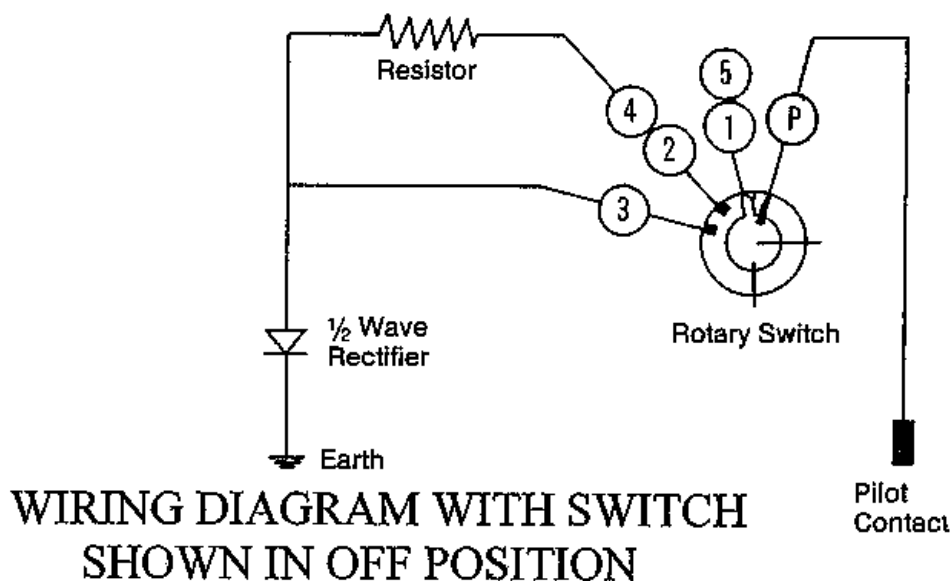 Resistor
5
4
1
P
2
3
½ Wave
Rectifier
Rotary Switch
Earth
Pilot
Contact
WIRING DIAGRAM WITH SWITCH
SHOWN IN OFF POSITION